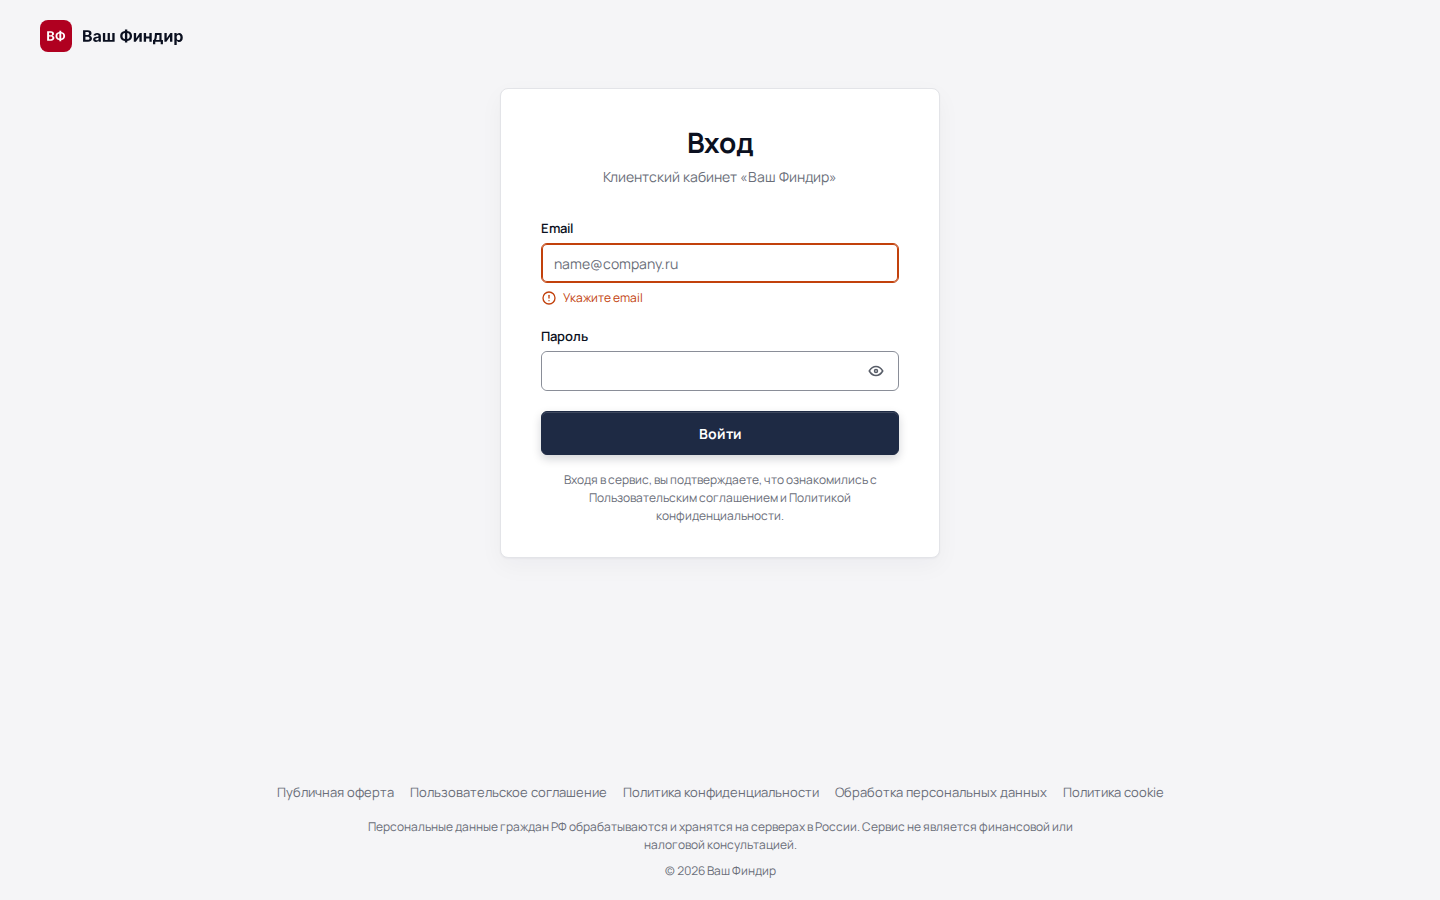 ВФ Ваш Финдир
Вход
Клиентский кабинет «Ваш Финдир»
Email
name@company.ru
Укажите email
Пароль
Войти
Входя в сервис, вы подтверждаете, что ознакомились с
Пользовательским соглашением и Политикой
конфиденциальности.
Публичная оферта Пользовательское соглашение Политика конфиденциальности Обработка персональных данных Политика cookie
Персональные данные граждан РФ обрабатываются и хранятся на серверах в России. Сервис не является финансовой или
налоговой консультацией.
© 2026 Ваш Финдир